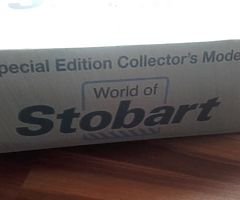 pecial Edition Collector's Mode
World of
Stobart